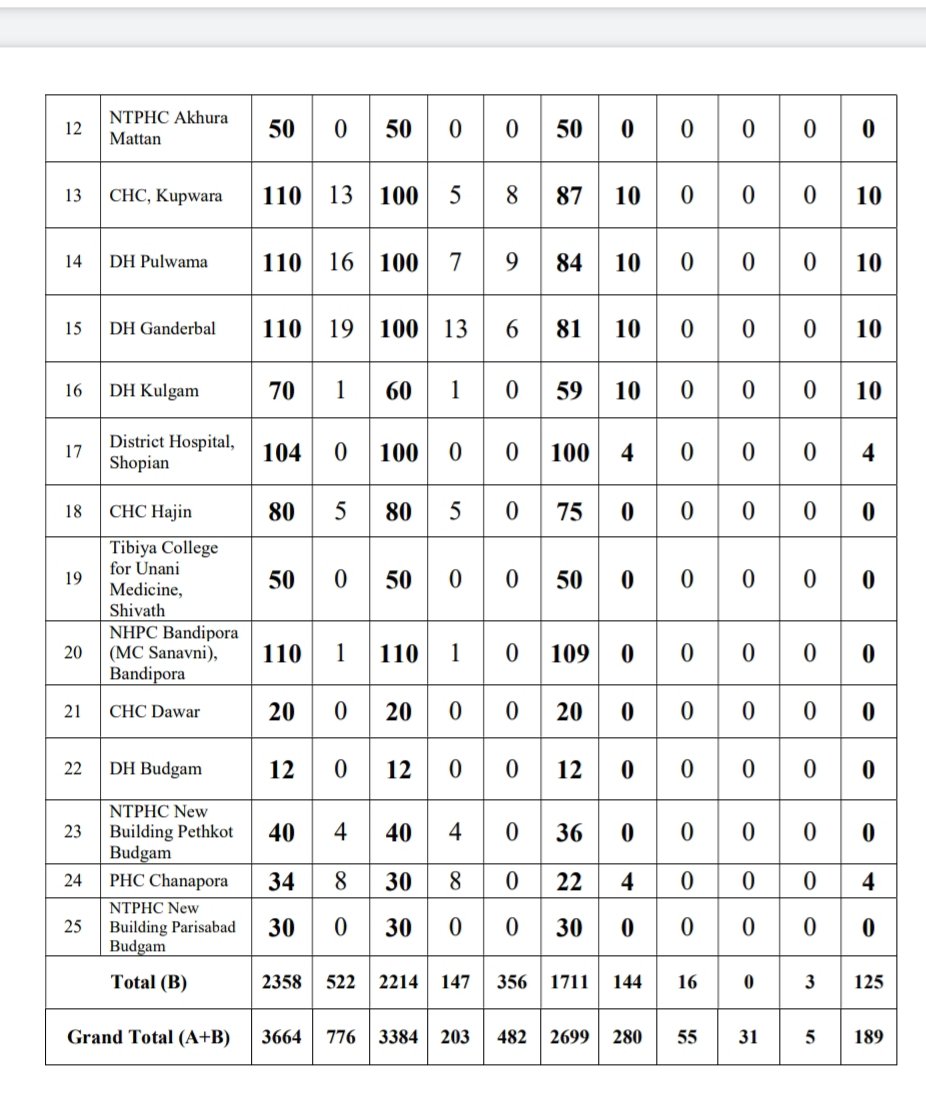 12 NTPHC Akhura Mattan 50 0 50 0 0 50 0 0 0 0 0
13 CHC, Kupwara 110 13 100 5 8 87 10 0 0 0 10
14 DH Pulwama 110 16 100 7 9 84 10 0 0 0 10
15 DH Ganderbal 110 19 100 13 6 81 10 0 0 0 10
16 DH Kulgam 70 1 60 1 0 59 10 0 0 0 10
17 District Hospital, Shopian 104 0 100 0 0 100 4 0 0 0 4
18 CHC Hajin 80 5 80 5 0 75 0 0 0 0 0
19 Tibiya College for Unani Medicine, Shivath 50 0 50 0 0 50 0 0 0 0 0
20 NHPC Bandipora (MC Sanavni), Bandipora 110 1 110 1 0 109 0 0 0 0 0
21 CHC Dawar 20 0 20 0 0 20 0 0 0 0 0
22 DH Budgam 12 0 12 0 0 12 0 0 0 0 0
23 NTPHC New Building Pethkot Budgam 40 4 40 4 0 36 0 0 0 0 0
24 PHC Chanapora 34 8 30 8 0 22 4 0 0 0 4
25 NTPHC New Building Parisabad Budgam 30 0 30 0 0 30 0 0 0 0 0
Total (B) 2358 522 2214 147 356 1711 144 16 0 3 125
Grand Total (A+B) 3664 776 3384 203 482 2699 280 55 31 5 189